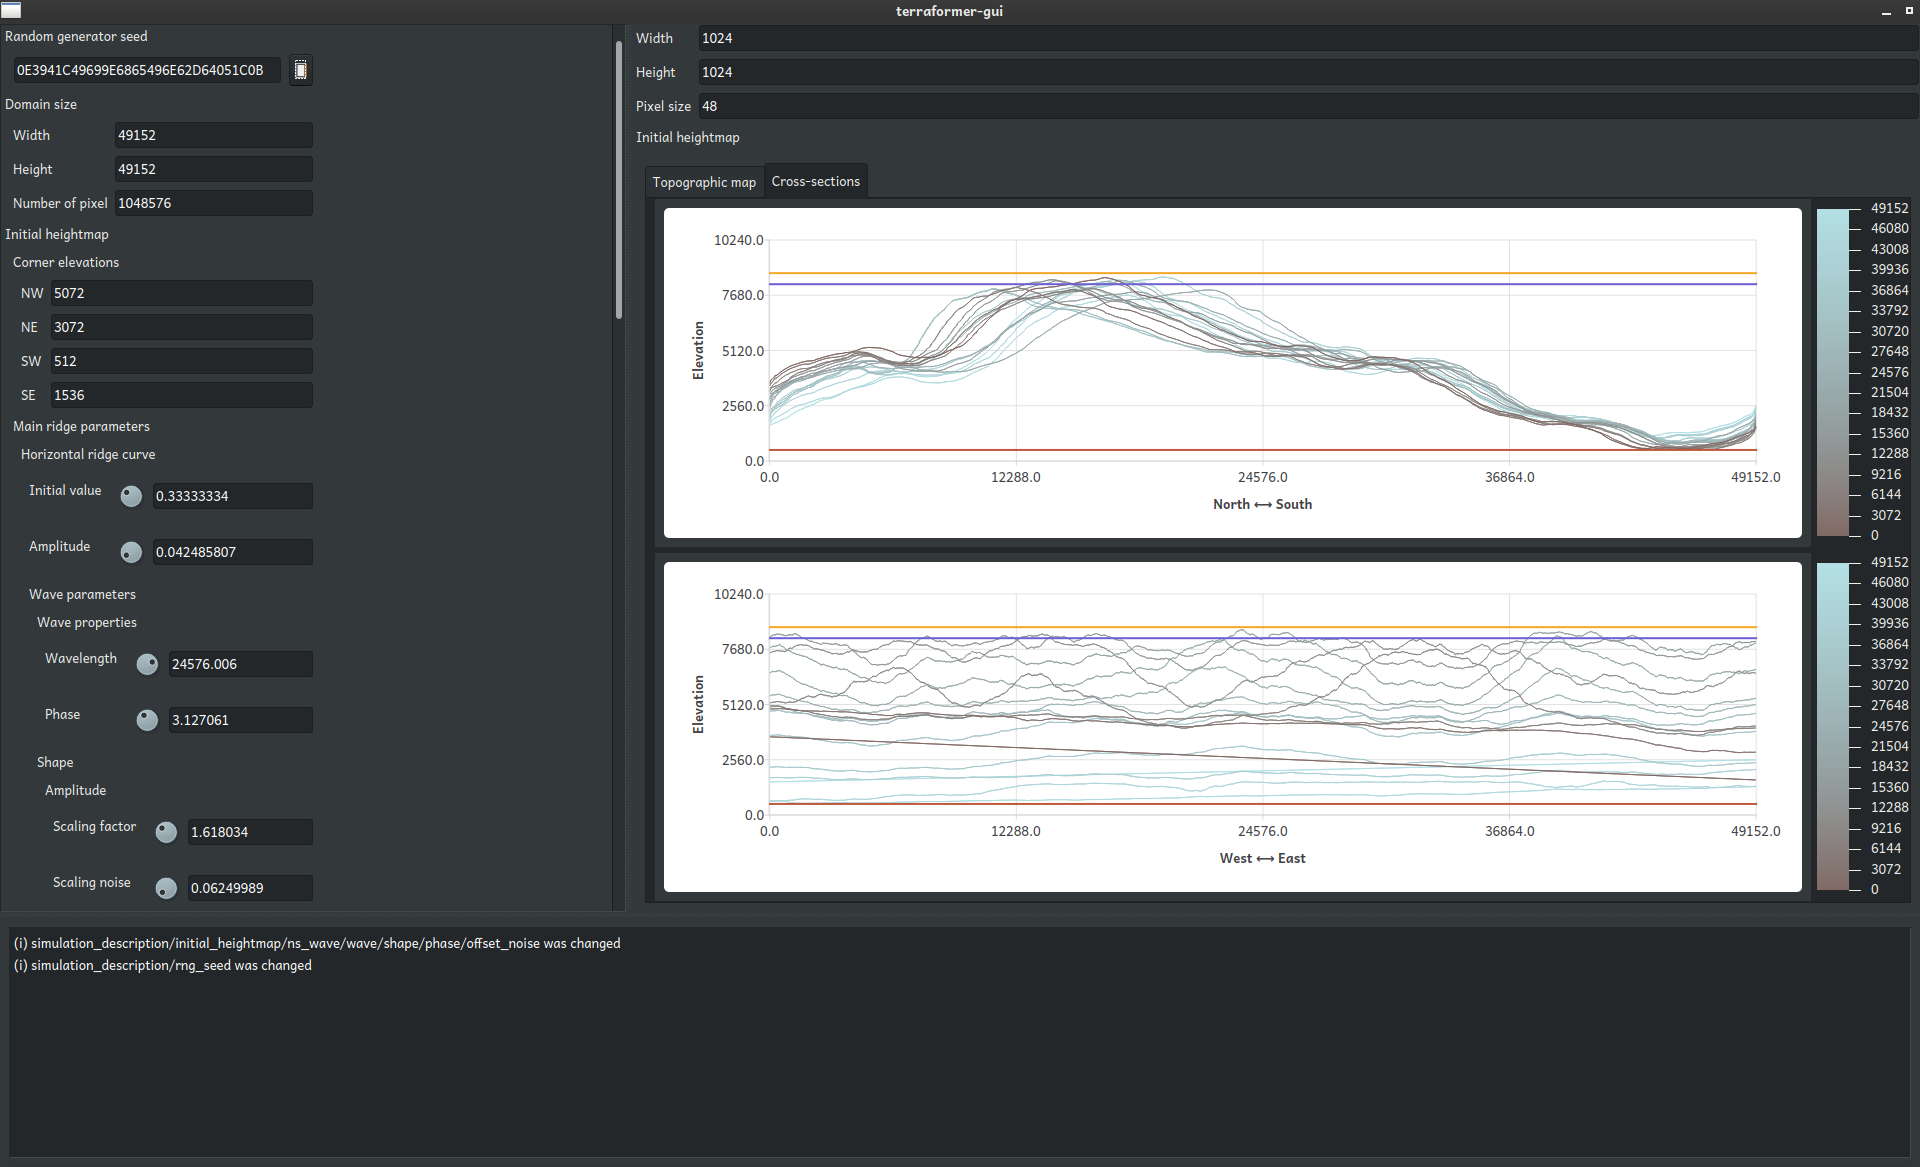 terraformer-gui
Random generator seed
0E3941C49699E6865496E62D64051C0B
Domain size
Width 49152
Height 49152
Number of pixel 1048576
Initial heightmap
Corner elevations
NW 5072
NE 3072
SW 512
SE 1536
Main ridge parameters
Horizontal ridge curve
Initial value 0.33333334
Amplitude 0.042485807
Wave parameters
Wave properties
Wavelength 24576.006
Phase 3.127061
Shape
Amplitude
Scaling factor 1.618034
Scaling noise 0.06249989
Width 1024
Height 1024
Pixel size 48
Initial heightmap
Topographic map Cross-sections
10240.0
7680.0
5120.0
2560.0
0.0
Elevation
0.0 12288.0 24576.0 36864.0 49152.0
North ⟷ South
49152
46080
43008
39936
36864
33792
30720
27648
24576
21504
18432
15360
12288
9216
6144
3072
0
10240.0
7680.0
5120.0
2560.0
0.0
Elevation
0.0 12288.0 24576.0 36864.0 49152.0
West ⟷ East
49152
46080
43008
39936
36864
33792
30720
27648
24576
21504
18432
15360
12288
9216
6144
3072
0
(i) simulation_description/initial_heightmap/ns_wave/wave/shape/phase/offset_noise was changed
(i) simulation_description/rng_seed was changed